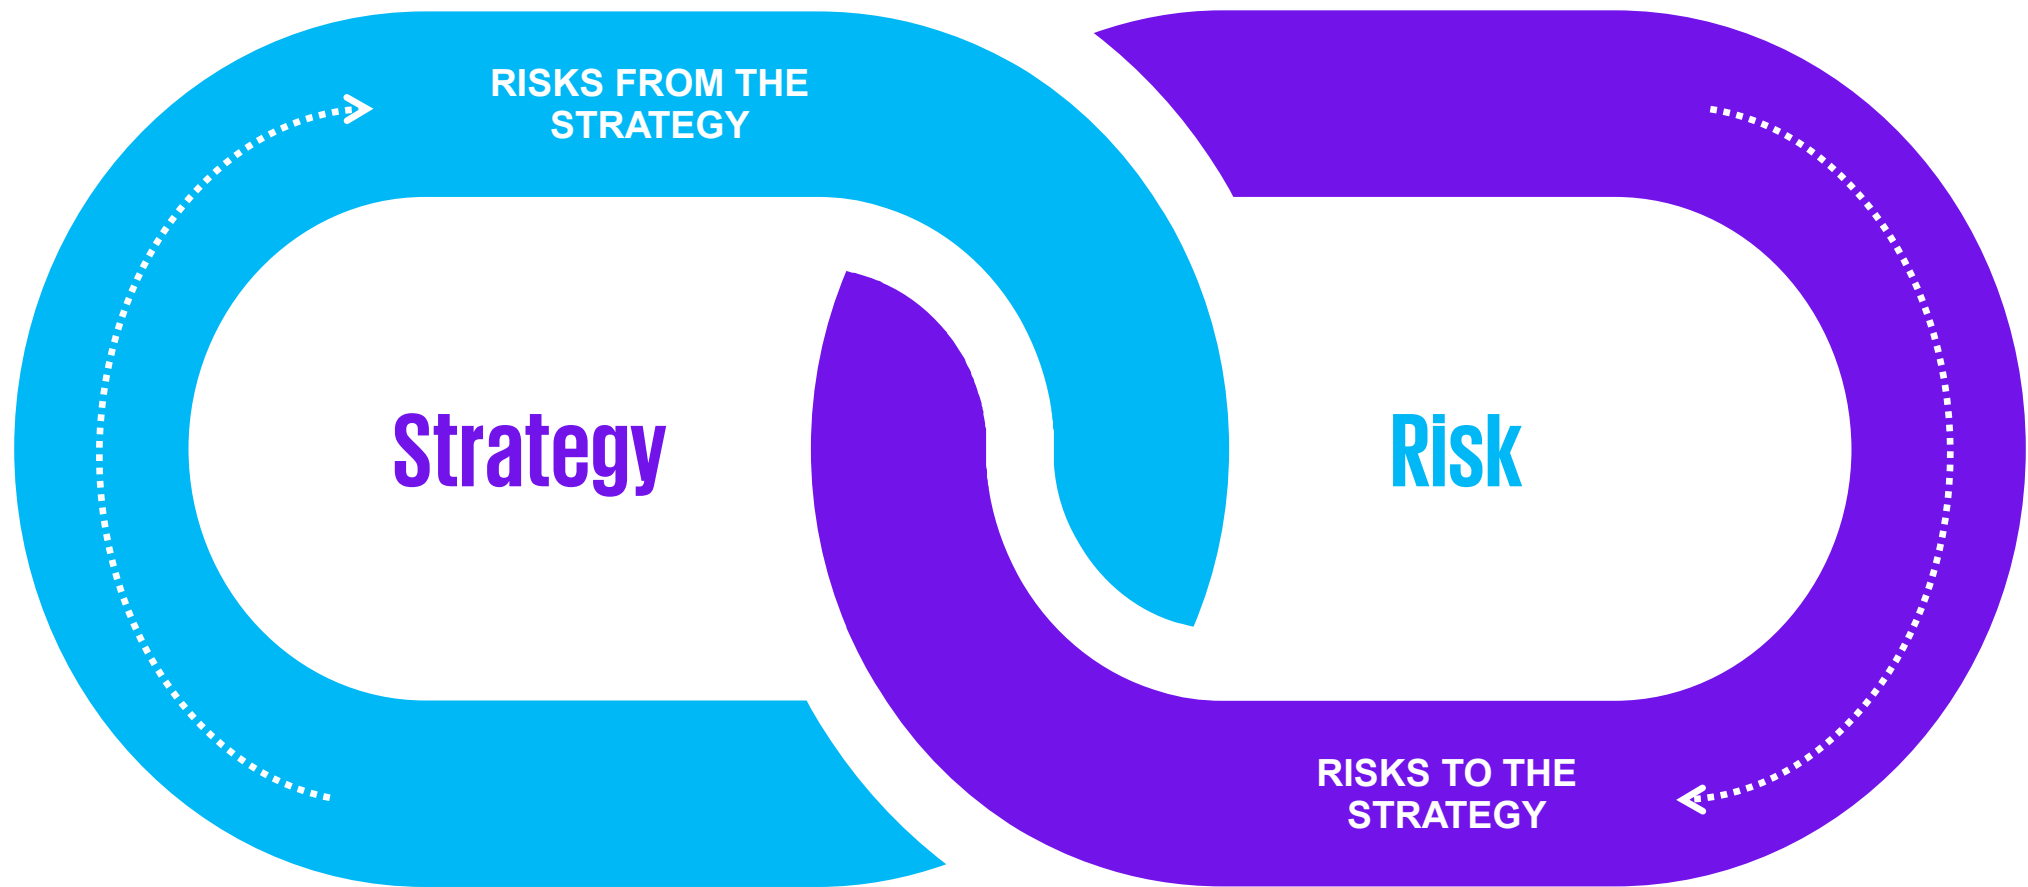 RISKS FROM THE
STRATEGY
Strategy
Risk
RISKS TO THE
STRATEGY